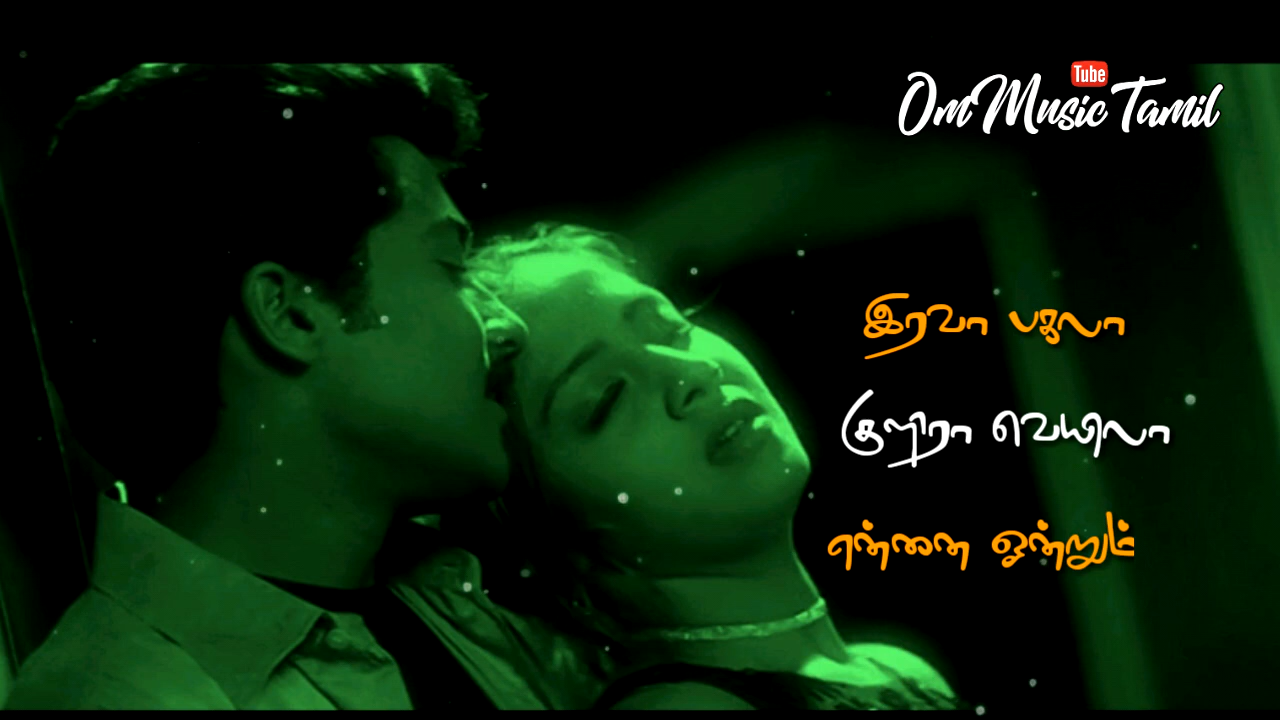 Tube
Om Music Tamil
இரவா பகலா
குளிரா வெயிலா
என்னை ஒன்றும்